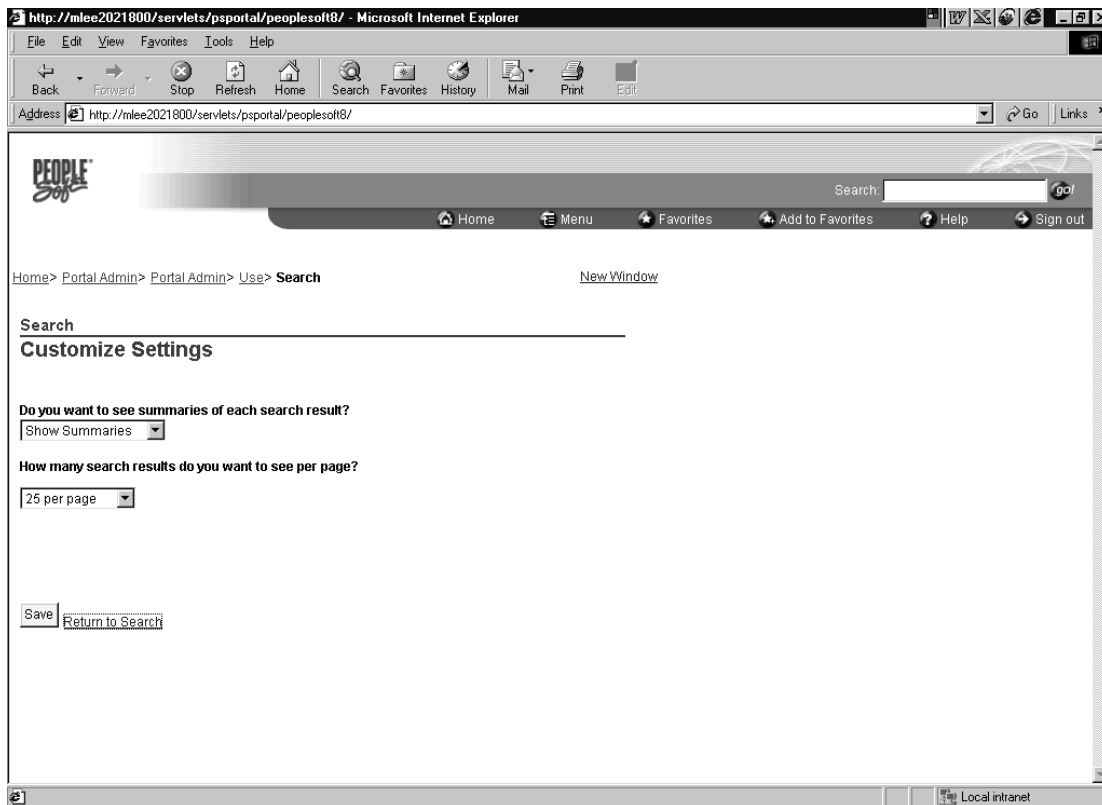 http://mlee2021800/servlets/psportal/peoplesoft8/ - Microsoft Internet Explorer
File Edit View Favorites Tools Help
Back Forward Stop Refresh Home Search Favorites History Mail Print Edit
Address http://mlee2021800/servlets/psportal/peoplesoft8/ Go Links
PEOPLE
Soft
Search: go!
Home Menu Favorites Add to Favorites Help Sign out
Home> Portal Admin> Portal Admin> Use> Search New Window
Search
Customize Settings
Do you want to see summaries of each search result?
Show Summaries
How many search results do you want to see per page?
25 per page
Save Return to Search
Local intranet